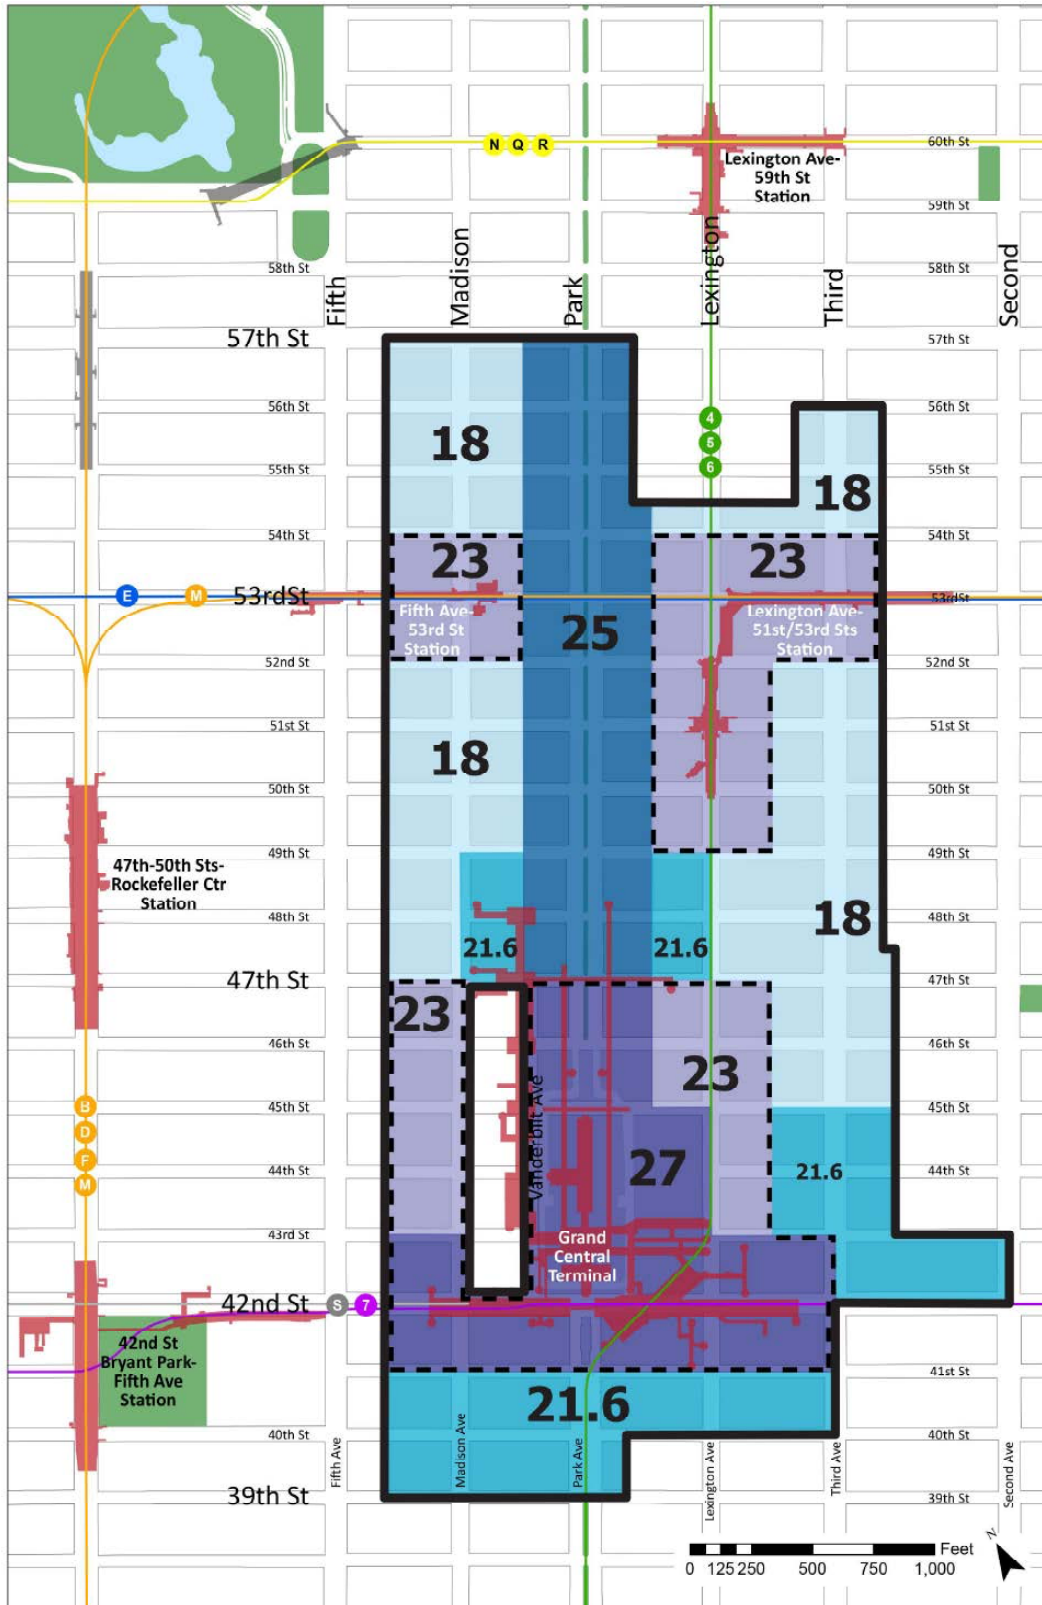 N Q R
60th St
Lexington Ave-
59th St
Station
59th St
58th St
58th St
Fifth
Madison
Park
Lexington
Third
Second
57th St
57th St
56th St
56th St
4
5
6
18
55th St
55th St
18
54th St
54th St
23
23
E
M
53rdSt
53rdSt
Fifth Ave-
53rd St
Station
25
Lexington Ave-
51st/53rd Sts
Station
52nd St
52nd St
51st St
51st St
18
50th St
50th St
49th St
49th St
47th-50th Sts-
Rockefeller Ctr
Station
48th St
48th St
18
21.6
21.6
47th St
47th St
23
46th St
46th St
23
Vanderbilt Ave
B
D
F
M
45th St
45th St
44th St
44th St
27
21.6
43rd St
43rd St
Grand
Central
Terminal
42nd St
S
7
42nd St
Bryant Park-
Fifth Ave
Station
41st St
21.6
40th St
40th St
Fifth Ave
Madison Ave
Park Ave
Lexington Ave
Third Ave
Second Ave
39th St
39th St
N
Feet
0 125 250 500 750 1,000